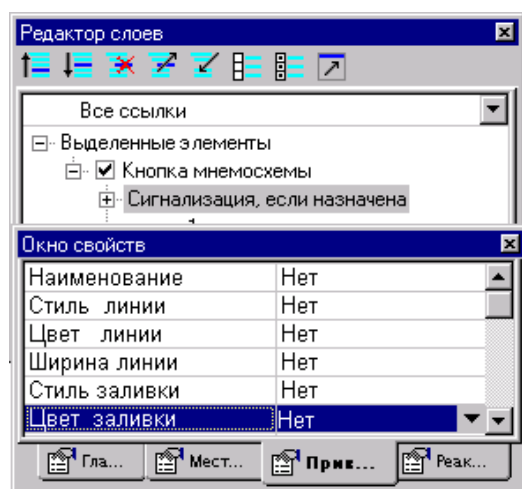 Редактор слоев
Все ссылки
Выделенные элементы
Кнопка мнемосхемы
Сигнализация, если назначена
Окно свойств
Наименование Нет
Стиль линии Нет
Цвет линии Нет
Ширина линии Нет
Стиль заливки Нет
Цвет заливки Нет
Гла... Мест... Прив... Реак...